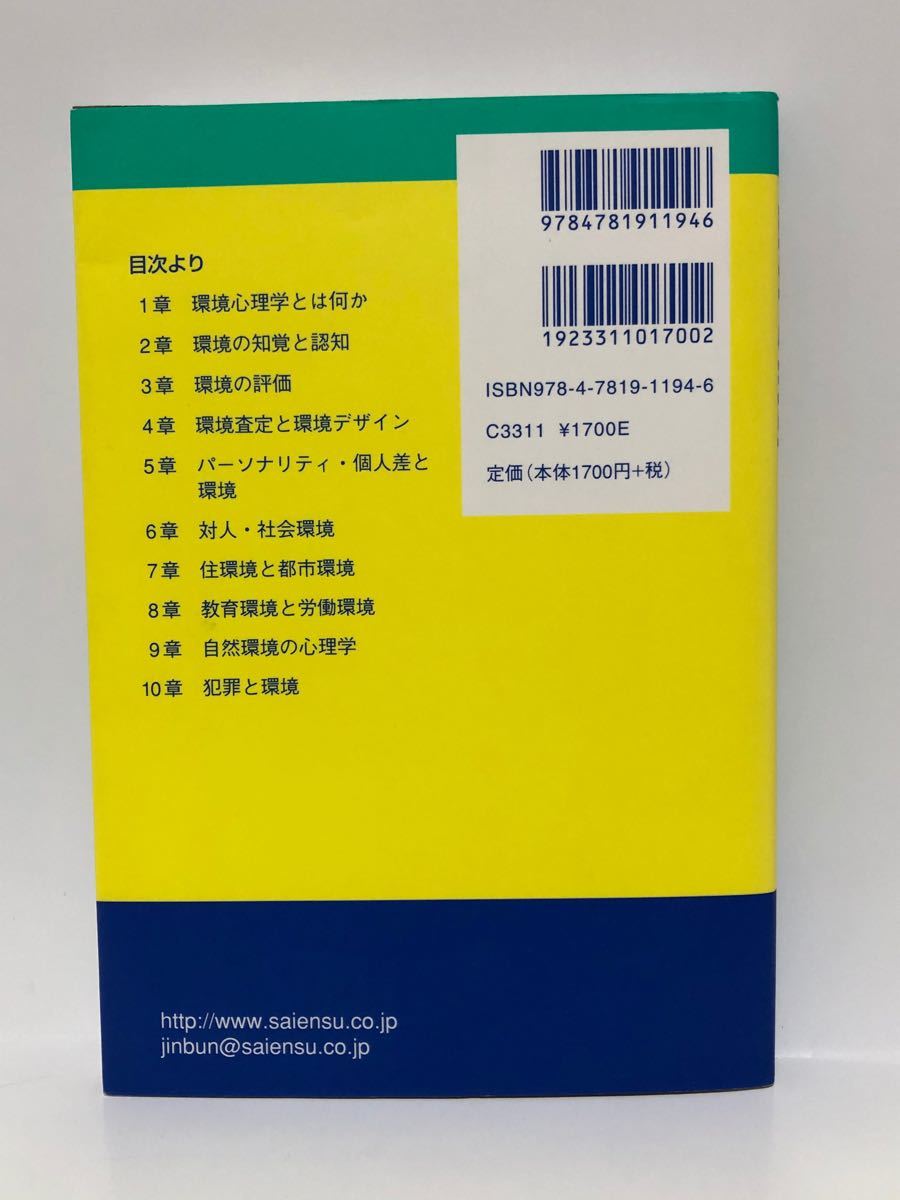 9784781911946
1923311017002
ISBN978-4-7819-1194-6
C3311 ¥1700E
定価(本体1700円+税)
目次より
1章 環境心理学とは何か
2章 環境の知覚と認知
3章 環境の評価
4章 環境査定と環境デザイン
5章 パーソナリティ・個人差と
環境
6章 対人・社会環境
7章 住環境と都市環境
8章 教育環境と労働環境
9章 自然環境の心理学
10章 犯罪と環境
http://www.saiensu.co.jp
jinbun@saiensu.co.jp